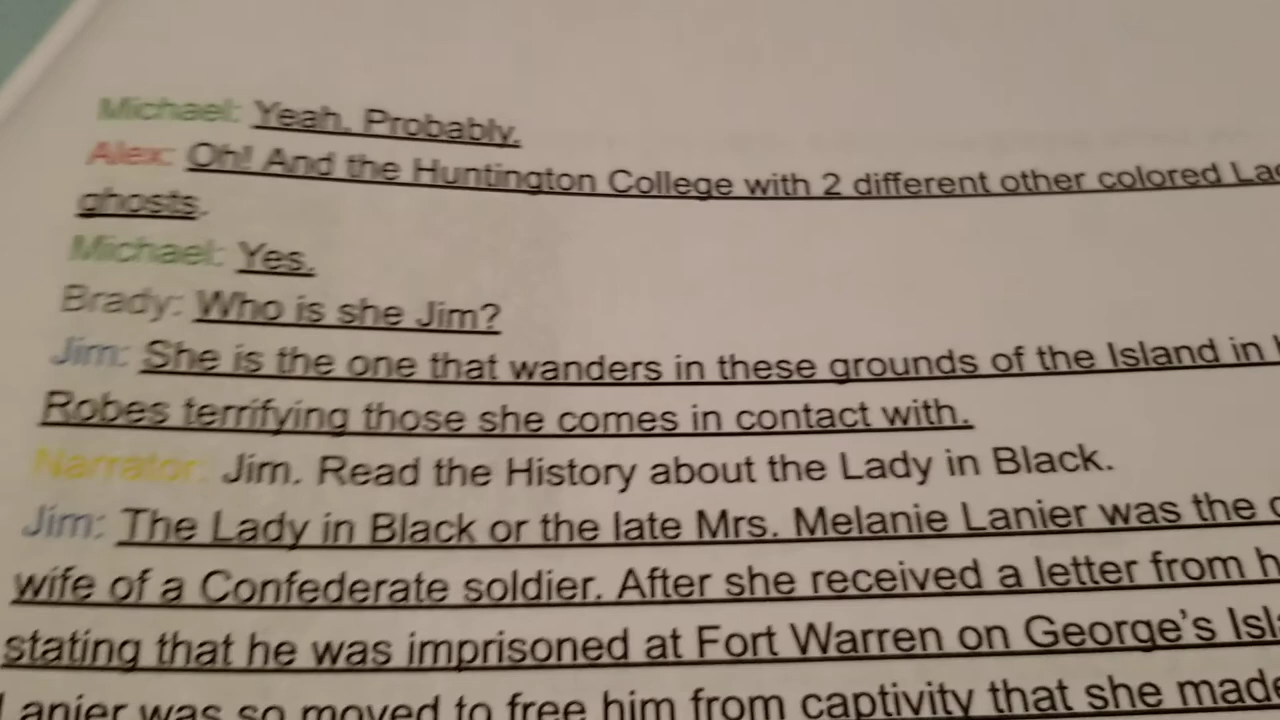 Michael: Yeah. Probably.
Alex: Oh! And the Huntington College with 2 different other colored
ghosts.
Michael: Yes.
Brady: Who is she Jim?
Jim: She is the one that wanders in these grounds of the Island in
Robes terrifying those she comes in contact with.
Narrator: Jim. Read the History about the Lady in Black.
Jim: The Lady in Black or the late Mrs. Melanie Lanier was the
wife of a Confederate soldier. After she received a letter from
stating that he was imprisoned at Fort Warren on George's
Lanier was so moved to free him from captivity that she made